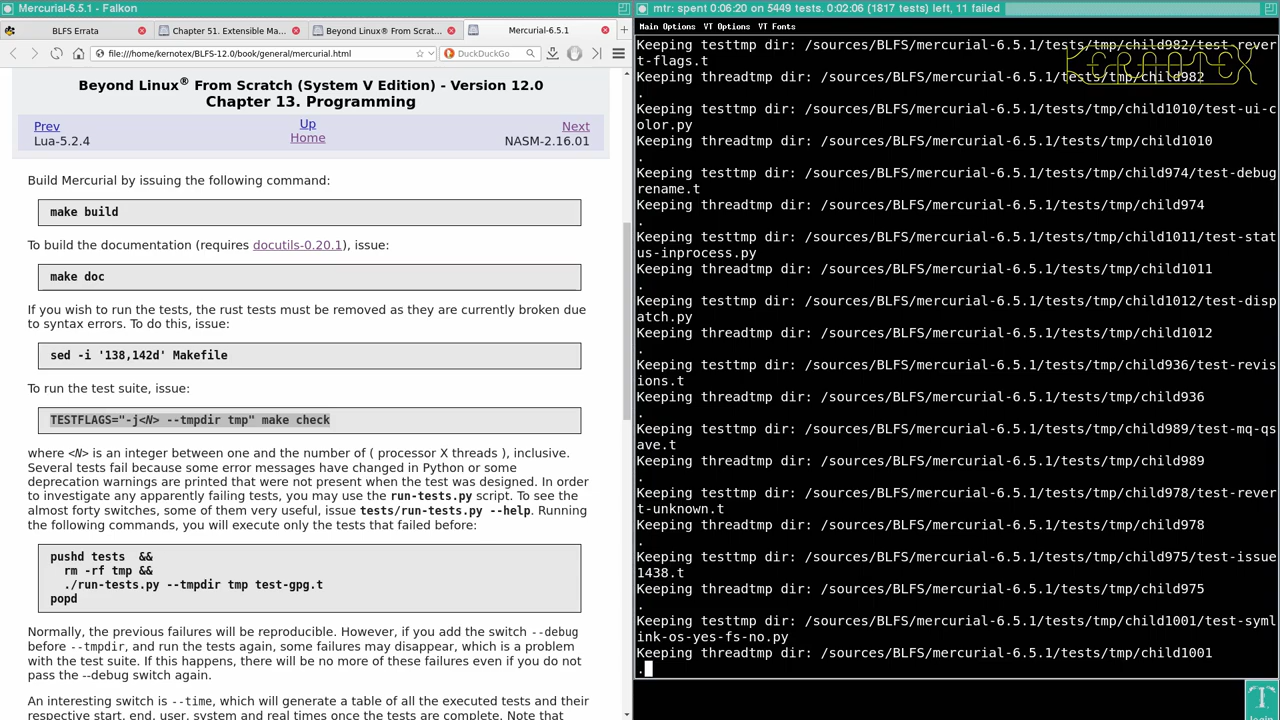 Mercurial-6.5.1 - Falkon
BLFS Errata
Chapter 51. Extensible Ma...
Beyond Linux® From Scrat...
Mercurial-6.5.1
file:///home/kernotex/BLFS-12.0/book/general/mercurial.html
DuckDuckGo
Beyond Linux® From Scratch (System V Edition) - Version 12.0
Chapter 13. Programming
Prev
Up
Next
Lua-5.2.4
Home
NASM-2.16.01
Build Mercurial by issuing the following command:
make build
To build the documentation (requires docutils-0.20.1), issue:
make doc
If you wish to run the tests, the rust tests must be removed as they are currently broken due
to syntax errors. To do this, issue:
sed -i '138,142d' Makefile
To run the test suite, issue:
TESTFLAGS="-j<N> --tmpdir tmp" make check
where <N> is an integer between one and the number of ( processor X threads ), inclusive.
Several tests fail because some error messages have changed in Python or some
deprecation warnings are printed that were not present when the test was designed. In order
to investigate any apparently failing tests, you may use the run-tests.py script. To see the
almost forty switches, some of them very useful, issue tests/run-tests.py --help. Running
the following commands, you will execute only the tests that failed before:
pushd tests  &&
  rm -rf tmp &&
  ./run-tests.py --tmpdir tmp test-gpg.t
popd
Normally, the previous failures will be reproducible. However, if you add the switch --debug
before --tmpdir, and run the tests again, some failures may disappear, which is a problem
with the test suite. If this happens, there will be no more of these failures even if you do not
pass the --debug switch again.
An interesting switch is --time, which will generate a table of all the executed tests and their
respective start, end, user, system and real times once the tests are complete. Note that
mtr: spent 0:06:20 on 5449 tests. 0:02:06 (1817 tests) left, 11 failed
Main Options VT Options VT Fonts
KERNOTEX
Keeping testtmp dir: /sources/BLFS/mercurial-6.5.1/tests/tmp/child982/test-rever
t-flags.t
Keeping threadtmp dir: /sources/BLFS/mercurial-6.5.1/tests/tmp/child982
.
Keeping testtmp dir: /sources/BLFS/mercurial-6.5.1/tests/tmp/child1010/test-ui-c
olor.py
Keeping threadtmp dir: /sources/BLFS/mercurial-6.5.1/tests/tmp/child1010
.
Keeping testtmp dir: /sources/BLFS/mercurial-6.5.1/tests/tmp/child974/test-debug
rename.t
Keeping threadtmp dir: /sources/BLFS/mercurial-6.5.1/tests/tmp/child974
.
Keeping testtmp dir: /sources/BLFS/mercurial-6.5.1/tests/tmp/child1011/test-stat
us-inprocess.py
Keeping threadtmp dir: /sources/BLFS/mercurial-6.5.1/tests/tmp/child1011
.
Keeping testtmp dir: /sources/BLFS/mercurial-6.5.1/tests/tmp/child1012/test-disp
atch.py
Keeping threadtmp dir: /sources/BLFS/mercurial-6.5.1/tests/tmp/child1012
.
Keeping testtmp dir: /sources/BLFS/mercurial-6.5.1/tests/tmp/child936/test-revis
ions.t
Keeping threadtmp dir: /sources/BLFS/mercurial-6.5.1/tests/tmp/child936
.
Keeping testtmp dir: /sources/BLFS/mercurial-6.5.1/tests/tmp/child989/test-mq-qs
ave.t
Keeping threadtmp dir: /sources/BLFS/mercurial-6.5.1/tests/tmp/child989
.
Keeping testtmp dir: /sources/BLFS/mercurial-6.5.1/tests/tmp/child978/test-rever
t-unknown.t
Keeping threadtmp dir: /sources/BLFS/mercurial-6.5.1/tests/tmp/child978
.
Keeping testtmp dir: /sources/BLFS/mercurial-6.5.1/tests/tmp/child975/test-issue
1438.t
Keeping threadtmp dir: /sources/BLFS/mercurial-6.5.1/tests/tmp/child975
.
Keeping testtmp dir: /sources/BLFS/mercurial-6.5.1/tests/tmp/child1001/test-syml
ink-os-yes-fs-no.py
Keeping threadtmp dir: /sources/BLFS/mercurial-6.5.1/tests/tmp/child1001
.
login